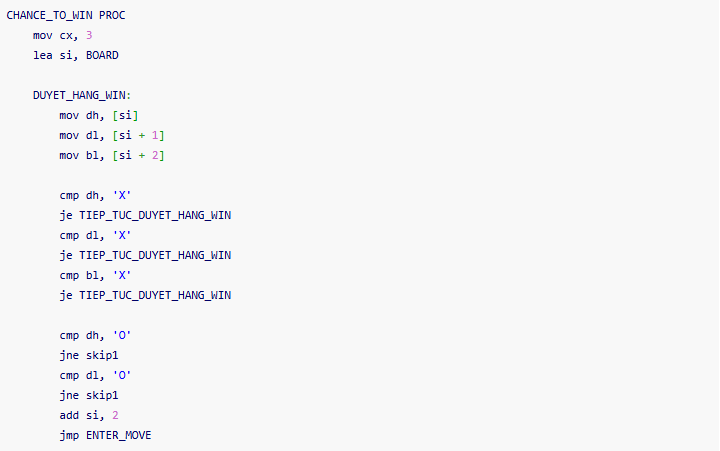 CHANCE_TO_WIN PROC
mov cx, 3
lea si, BOARD
DUYET_HANG_WIN:
mov dh, [si]
mov dl, [si + 1]
mov bl, [si + 2]
cmp dh, 'X'
je TIEP_TUC_DUYET_HANG_WIN
cmp dl, 'X'
je TIEP_TUC_DUYET_HANG_WIN
cmp bl, 'X'
je TIEP_TUC_DUYET_HANG_WIN
cmp dh, 'O'
jne skip1
cmp dl, 'O'
jne skip1
add si, 2
jmp ENTER_MOVE